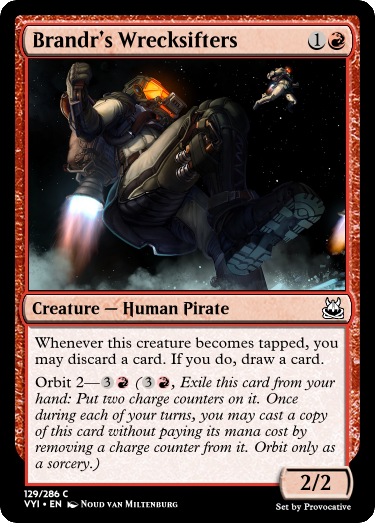 Brandr's Wrecksifters 1
Creature — Human Pirate
Whenever this creature becomes tapped, you
may discard a card. If you do, draw a card.
Orbit 2—3 (3, Exile this card from your
hand: Put two charge counters on it. Once
during each of your turns, you may cast a copy
of this card without paying its mana cost by
removing a charge counter from it. Orbit only as
a sorcery.)
2/2
129/286 C
VYI • EN Noud van Miltenburg
Set by Provocative